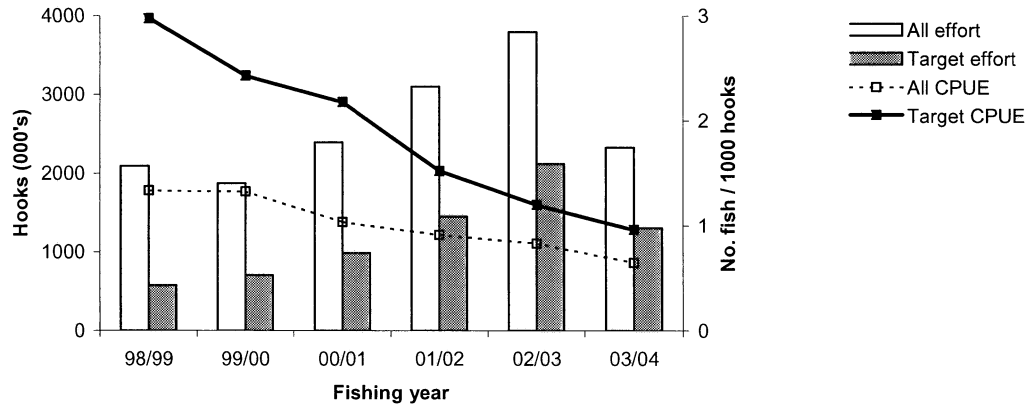 4000
3000
2000
1000
0
Hooks (000's)
3
2
1
0
No. fish / 1000 hooks
98/99 99/00 00/01 01/02 02/03 03/04
Fishing year
All effort
Target effort
All CPUE
Target CPUE